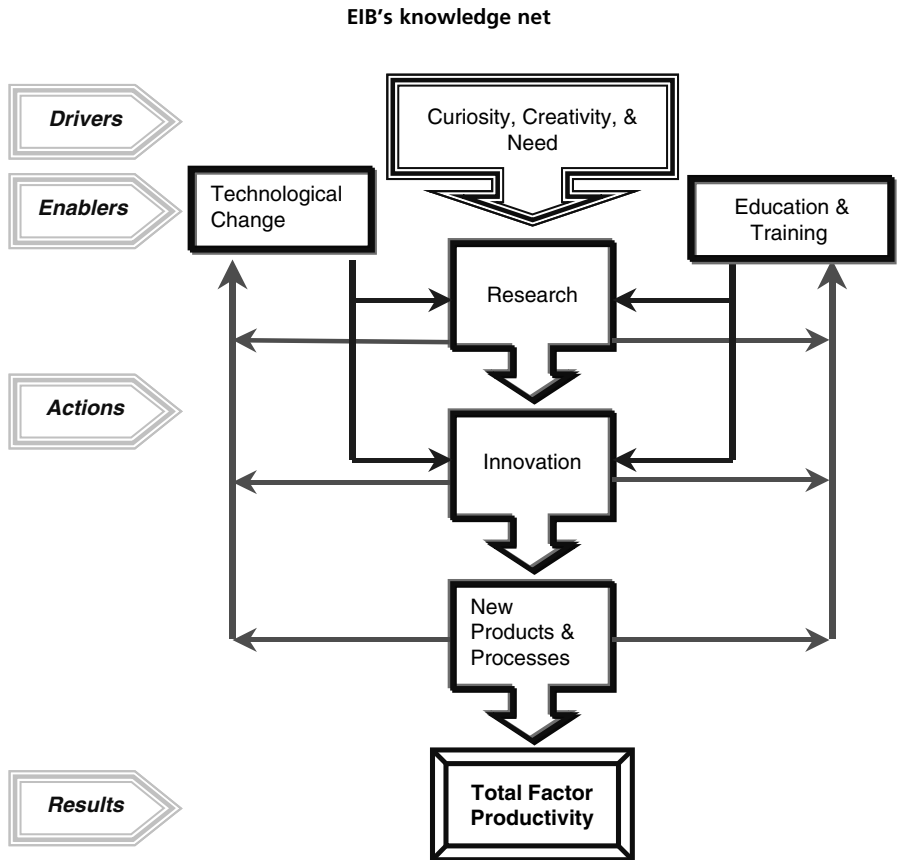 EIB's knowledge net
Drivers
Curiosity, Creativity, &
Need
Enablers
Technological
Change
Education &
Training
Research
Actions
Innovation
New
Products &
Processes
Results
Total Factor
Productivity